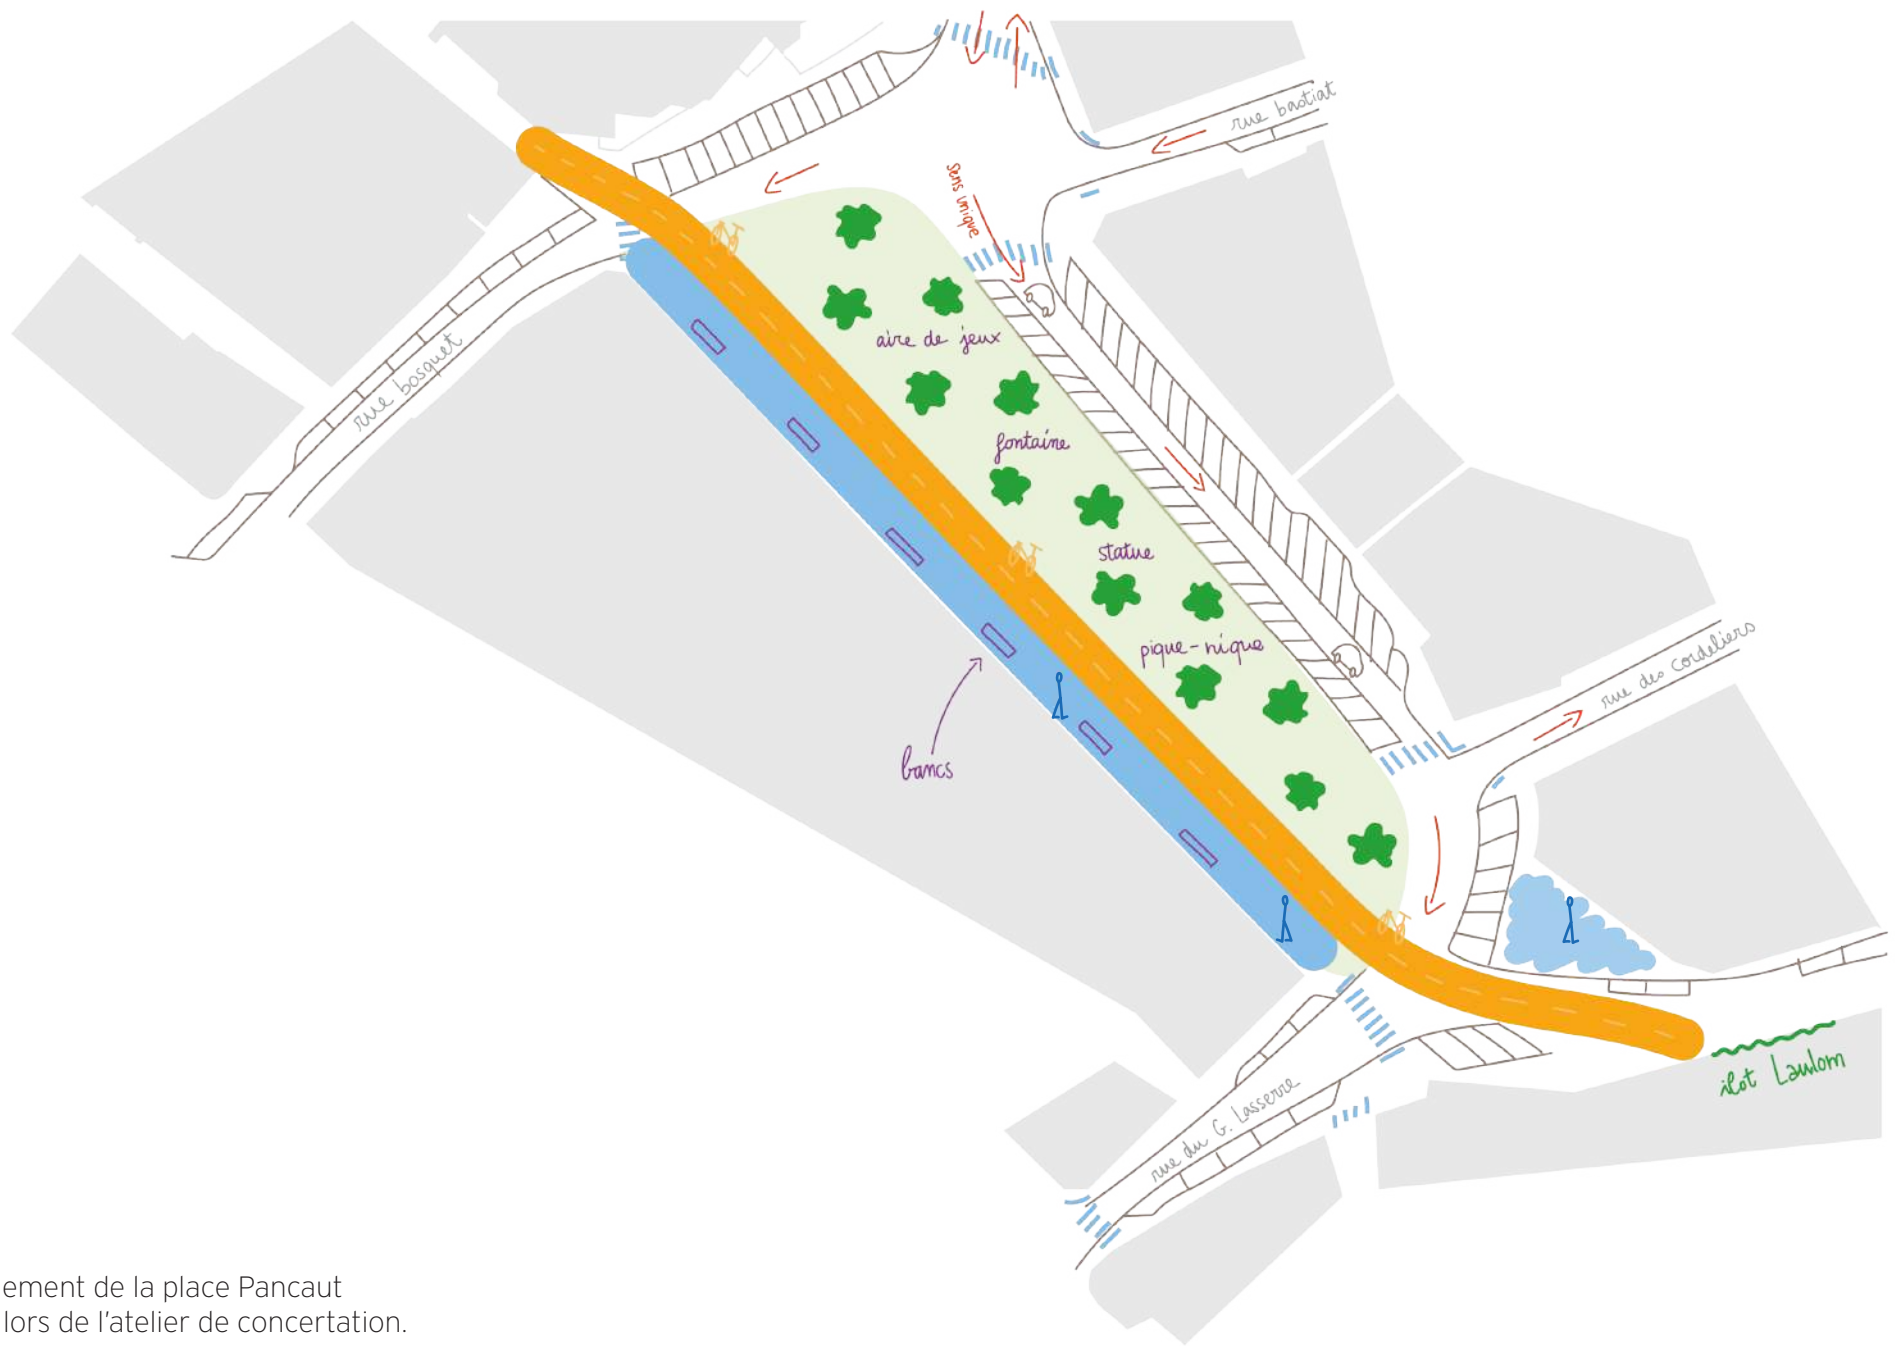 rue bastiat
sens unique
aire de jeux
rue bosquet
fontaine
statue
pique-nique
rue des cordeliers
bancs
ilot Laulom
rue du G. Lasserre
ement de la place Pancaut
lors de l'atelier de concertation.